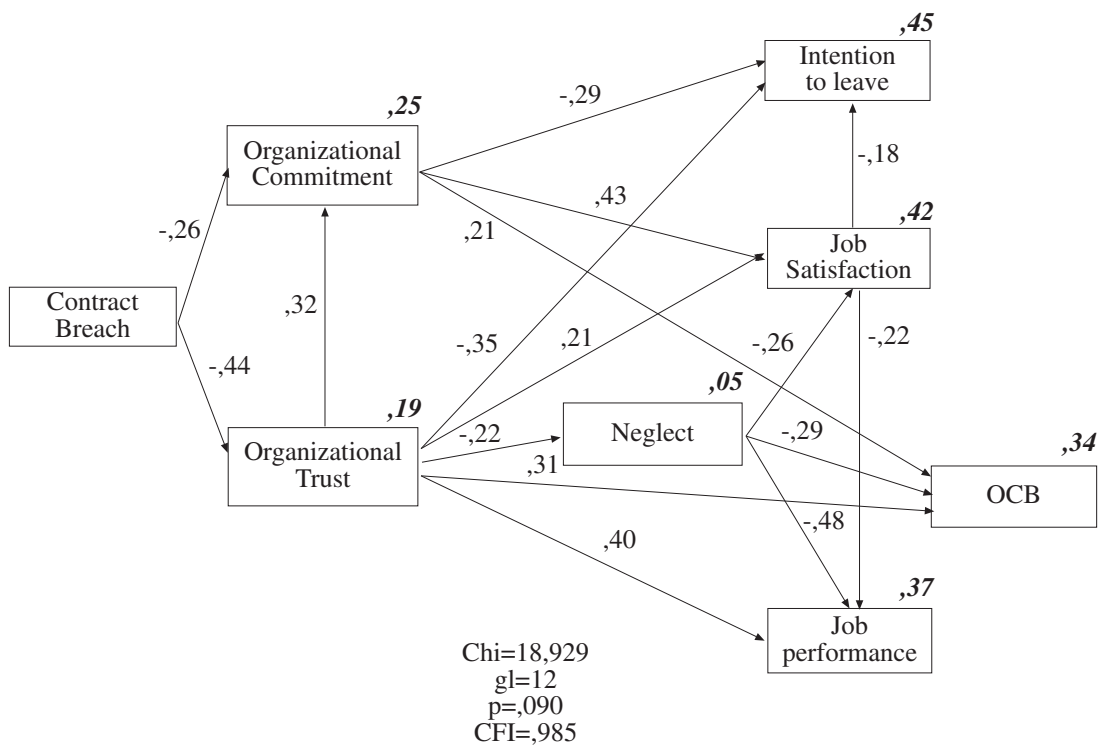 ,45
Intention
to leave
,25
-,29
Organizational
Commitment
-,18
,43
,42
-,26
,21
Job
Satisfaction
Contract
Breach
,32
-,35
,21
-,26
-,22
-,44
,05
,19
Organizational
Trust
-,22
Neglect
-,29
,34
,31
OCB
-,48
,40
,37
Job
performance
Chi=18,929
gl=12
p=,090
CFI=,985